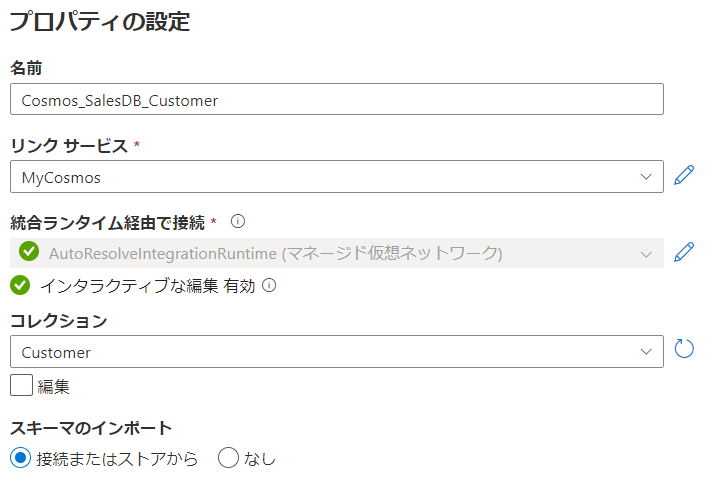 プロパティの設定
名前
Cosmos_SalesDB_Customer
リンク サービス *
MyCosmos
統合ランタイム経由で接続 *
AutoResolveIntegrationRuntime (マネージド仮想ネットワーク)
インタラクティブな編集 有効
コレクション
Customer
編集
スキーマのインポート
接続またはストアから なし